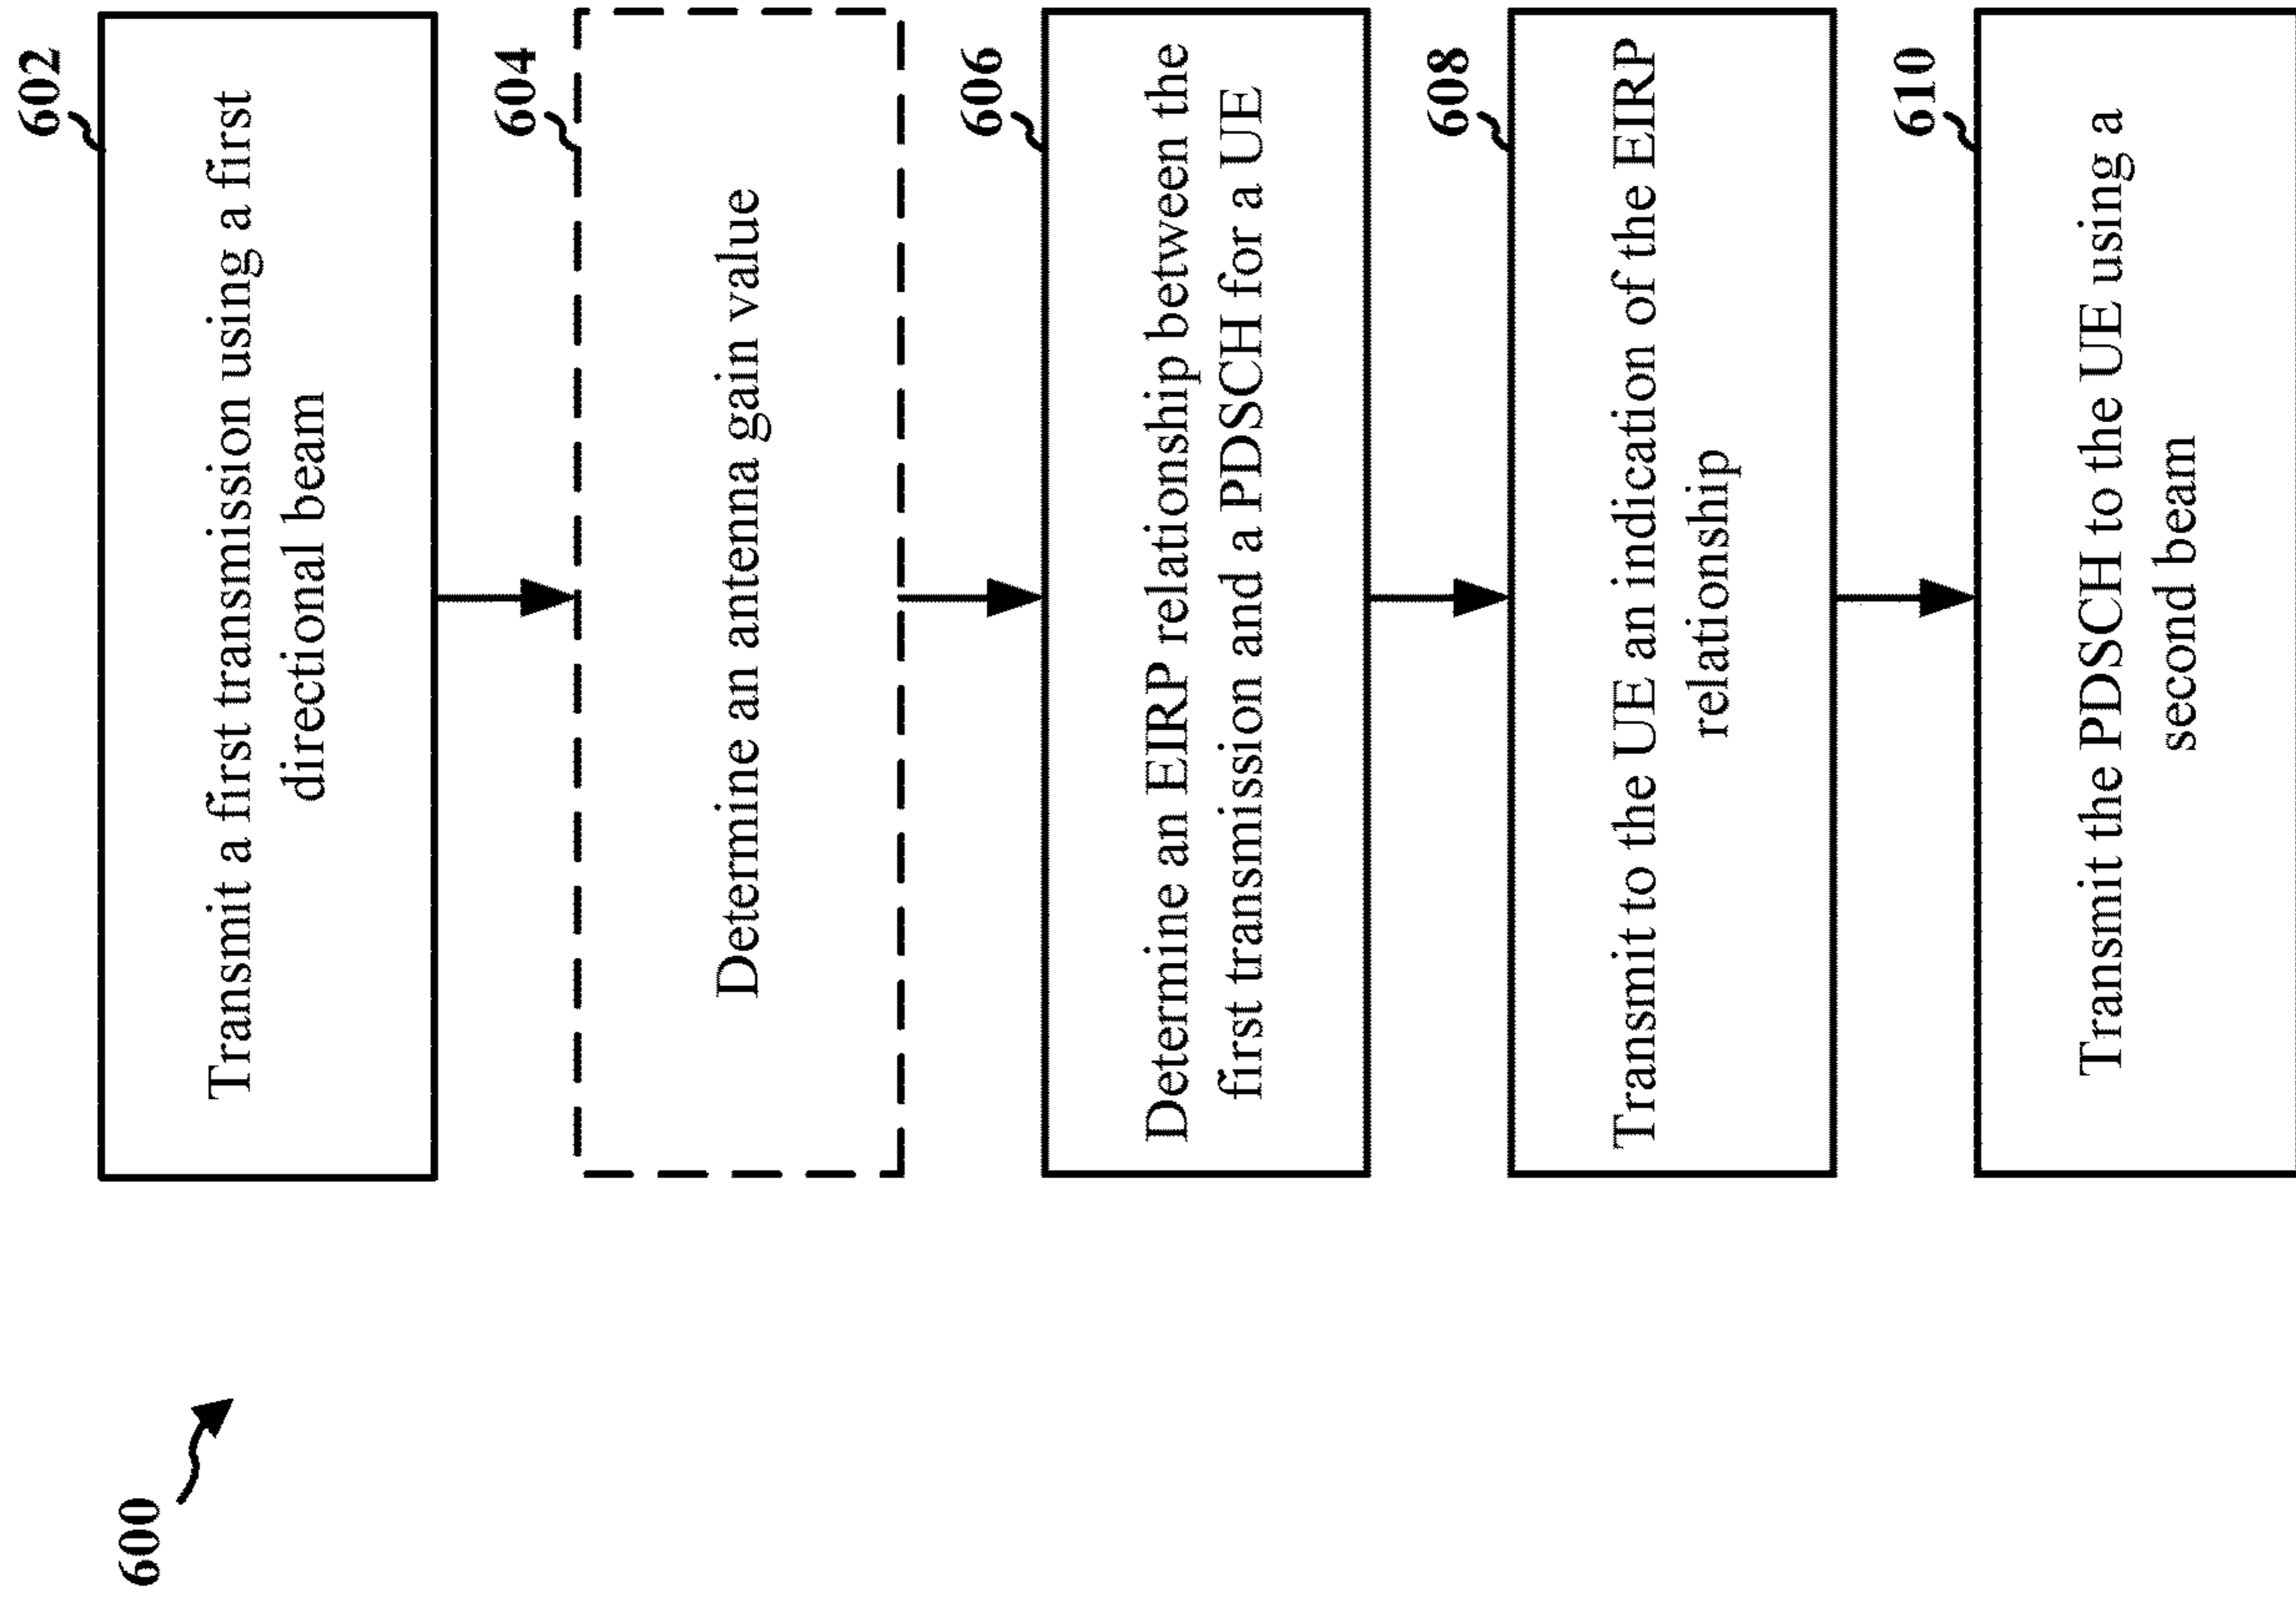 600
602
Transmit a first transmission using a first
directional beam
604
Determine an antenna gain value
606
Determine an EIRP relationship between the
first transmission and a PDSCH for a UE
608
Transmit to the UE an indication of the EIRP
relationship
610
Transmit the PDSCH to the UE using a
second beam